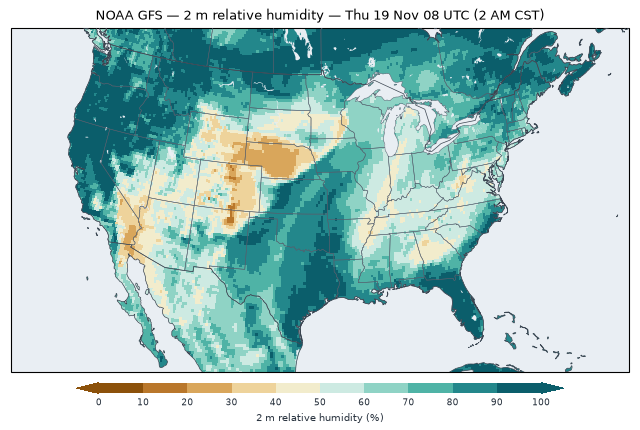 NOAA GFS — 2 m relative humidity — Thu 19 Nov 08 UTC (2 AM CST)
0 10 20 30 40 50 60 70 80 90 100
2 m relative humidity (%)